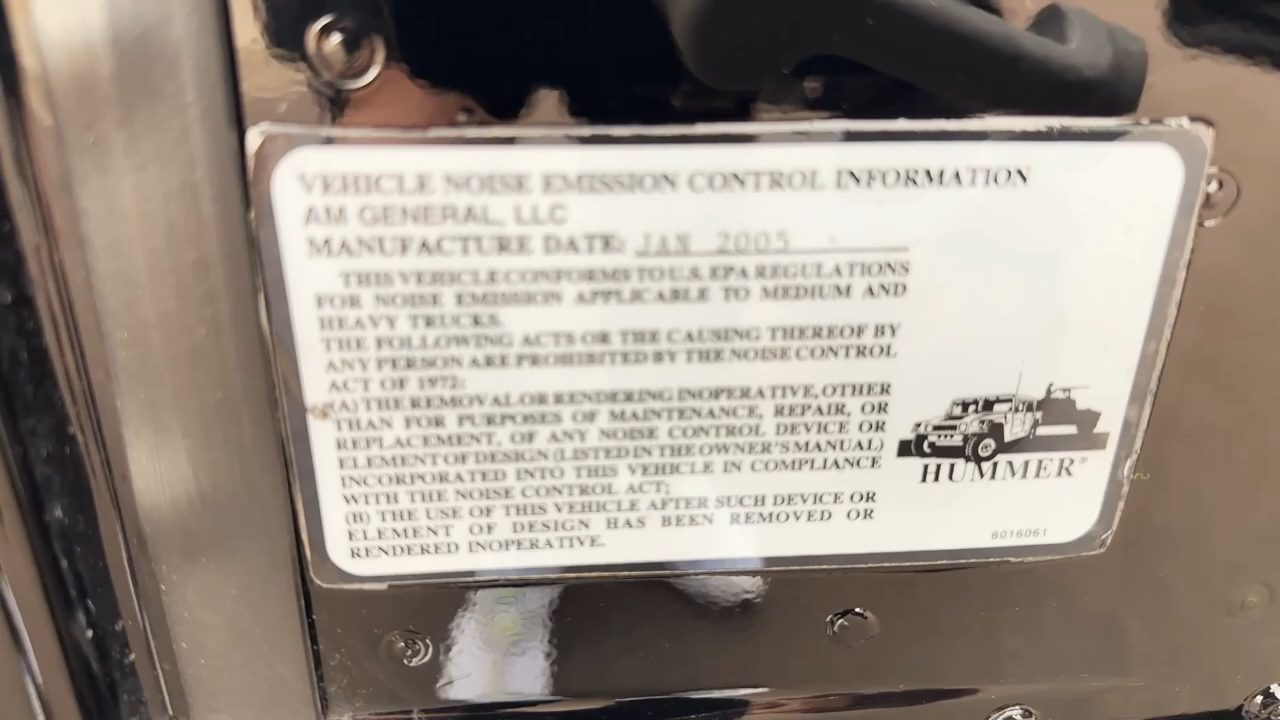 VEHICLE NOISE EMISSION CONTROL INFORMATION
AM GENERAL, LLC
MANUFACTURE DATE: JAN 2005
THIS VEHICLE CONFORMS TO U.S. EPA REGULATIONS
FOR NOISE EMISSION APPLICABLE TO MEDIUM AND
HEAVY TRUCKS.
THE FOLLOWING ACTS OR THE CAUSING THEREOF BY
ANY PERSON ARE PROHIBITED BY THE NOISE CONTROL
ACT OF 1972:
(A) THE REMOVAL OR RENDERING INOPERATIVE, OTHER
THAN FOR PURPOSES OF MAINTENANCE, REPAIR, OR
REPLACEMENT, OF ANY NOISE CONTROL DEVICE OR
ELEMENT OF DESIGN (LISTED IN THE OWNER'S MANUAL)
INCORPORATED INTO THIS VEHICLE IN COMPLIANCE
WITH THE NOISE CONTROL ACT;
(B) THE USE OF THIS VEHICLE AFTER SUCH DEVICE OR
ELEMENT OF DESIGN HAS BEEN REMOVED OR
RENDERED INOPERATIVE.
HUMMER®
6016061